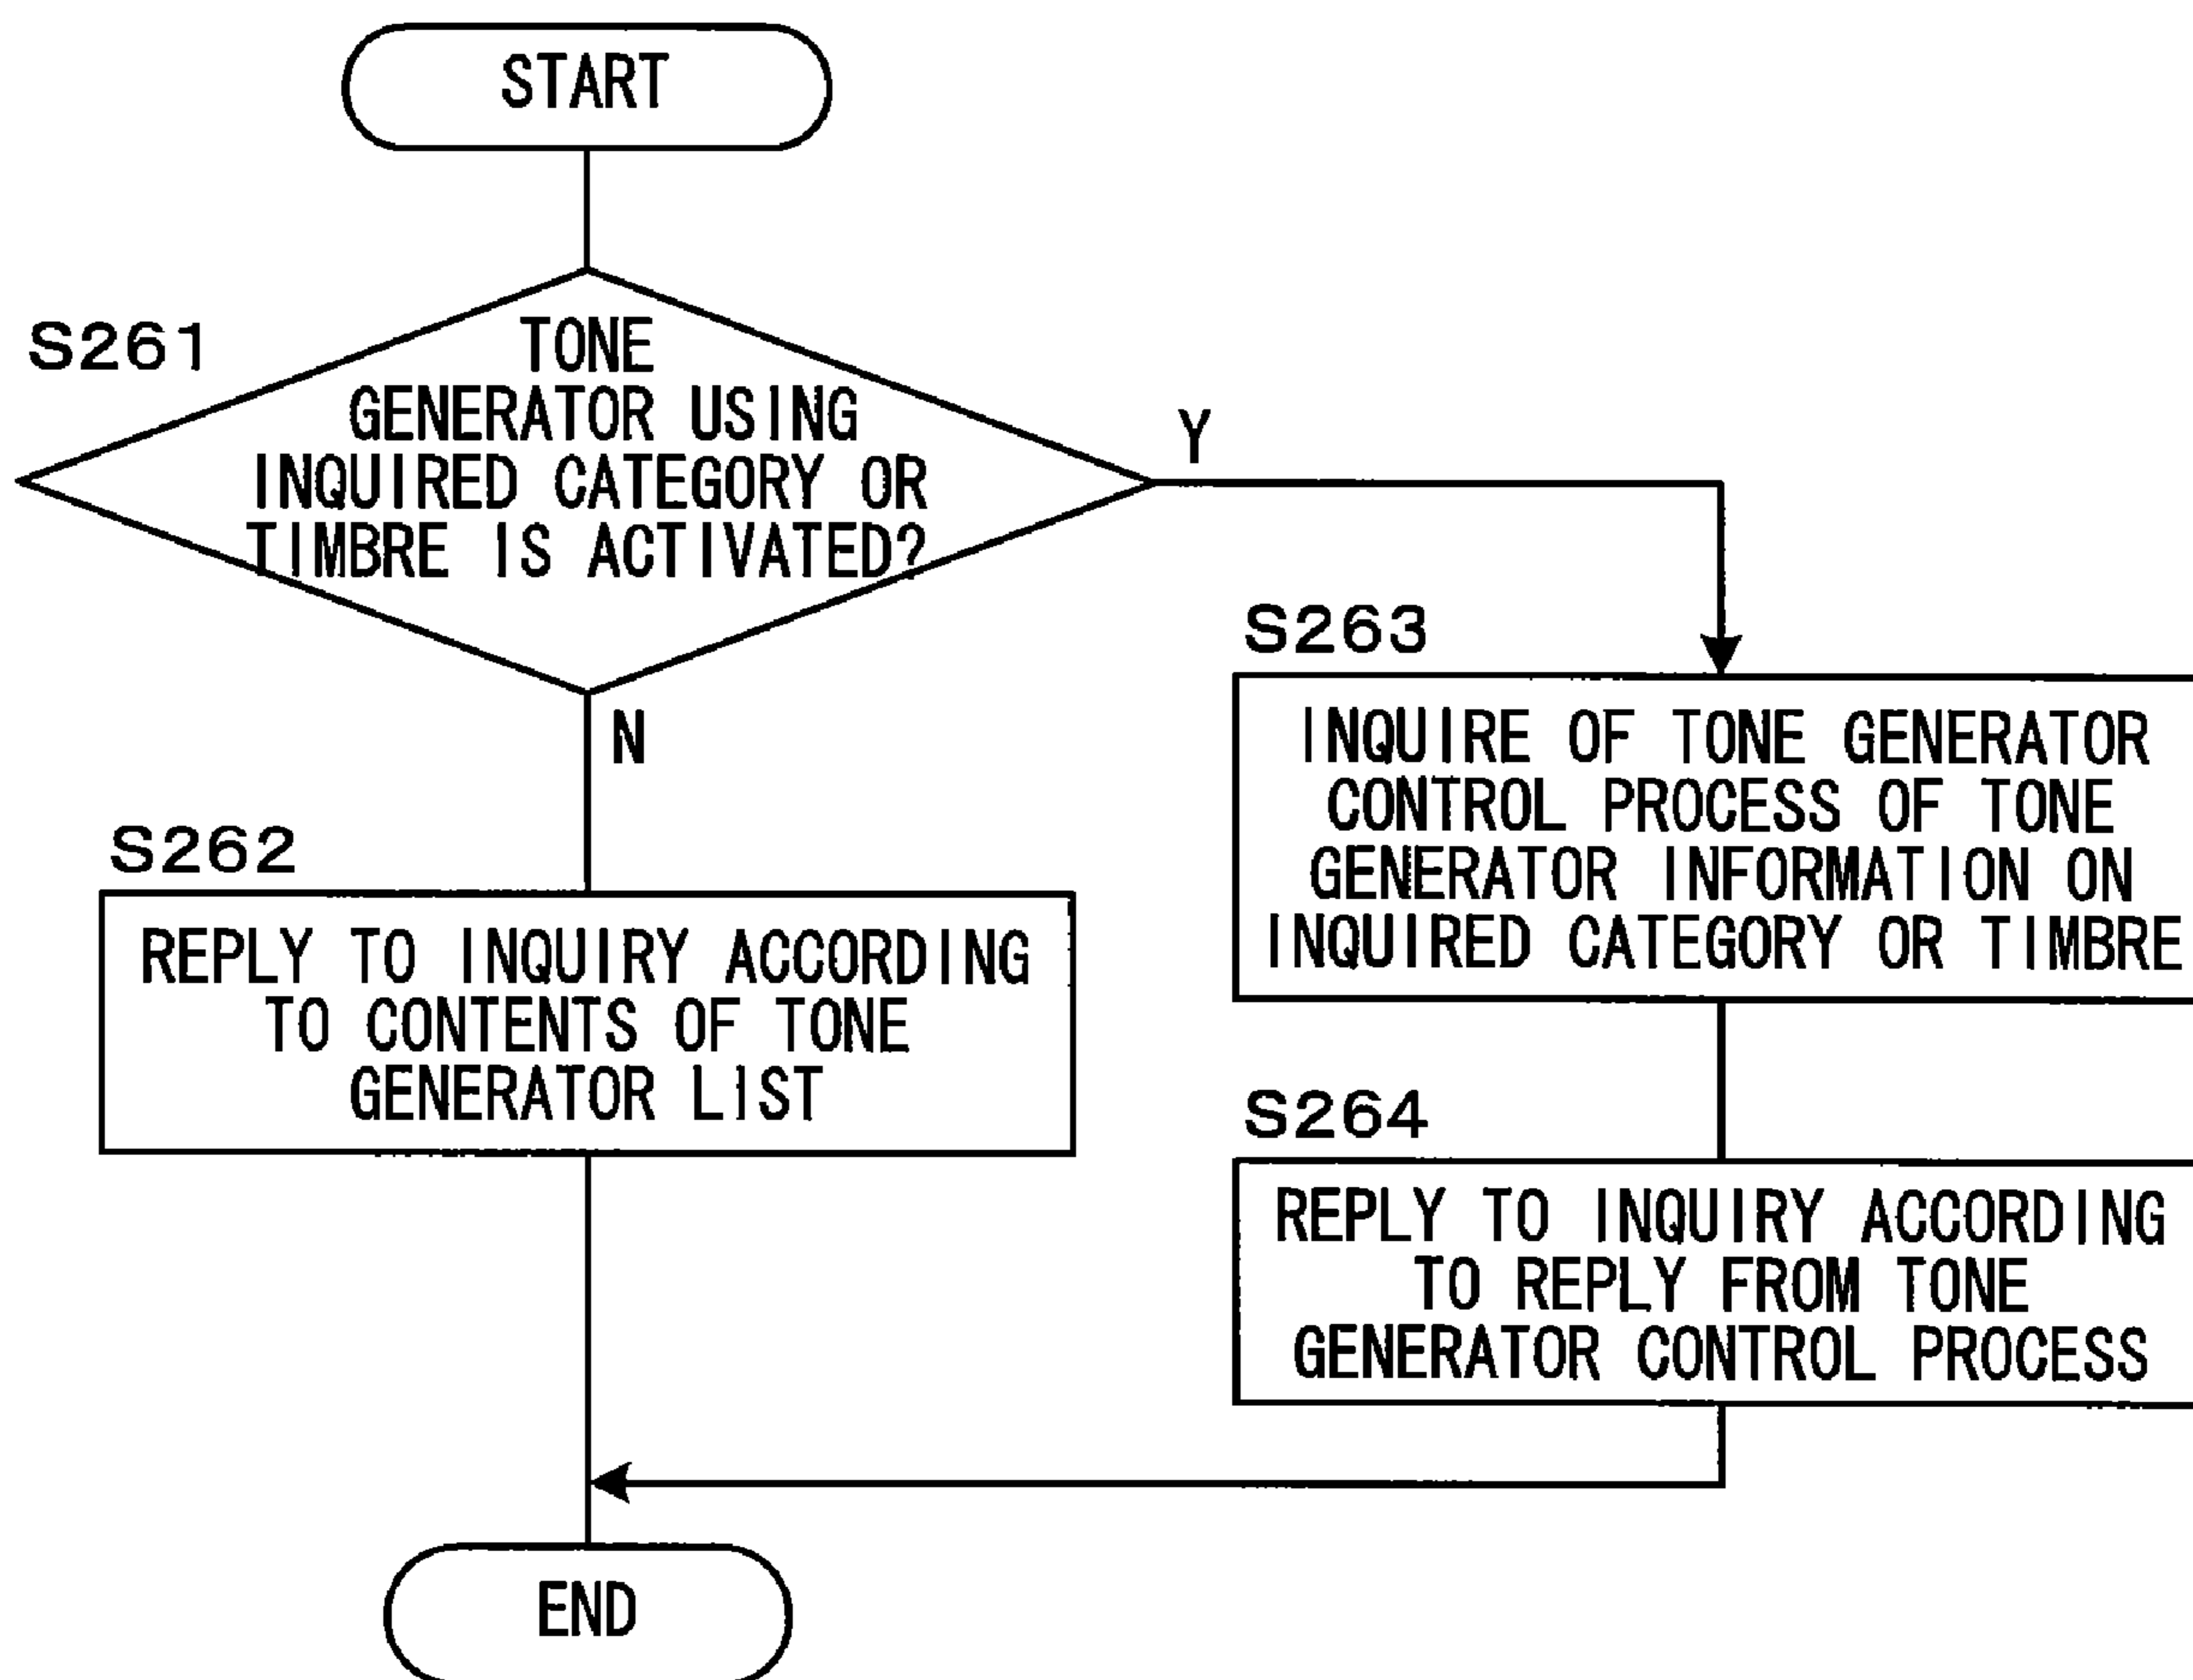 START
S261
TONE
GENERATOR USING
INQUIRED CATEGORY OR
TIMBRE IS ACTIVATED?
Y
N
S262
REPLY TO INQUIRY ACCORDING
TO CONTENTS OF TONE
GENERATOR LIST
S263
INQUIRE OF TONE GENERATOR
CONTROL PROCESS OF TONE
GENERATOR INFORMATION ON
INQUIRED CATEGORY OR TIMBRE
S264
REPLY TO INQUIRY ACCORDING
TO REPLY FROM TONE
GENERATOR CONTROL PROCESS
END